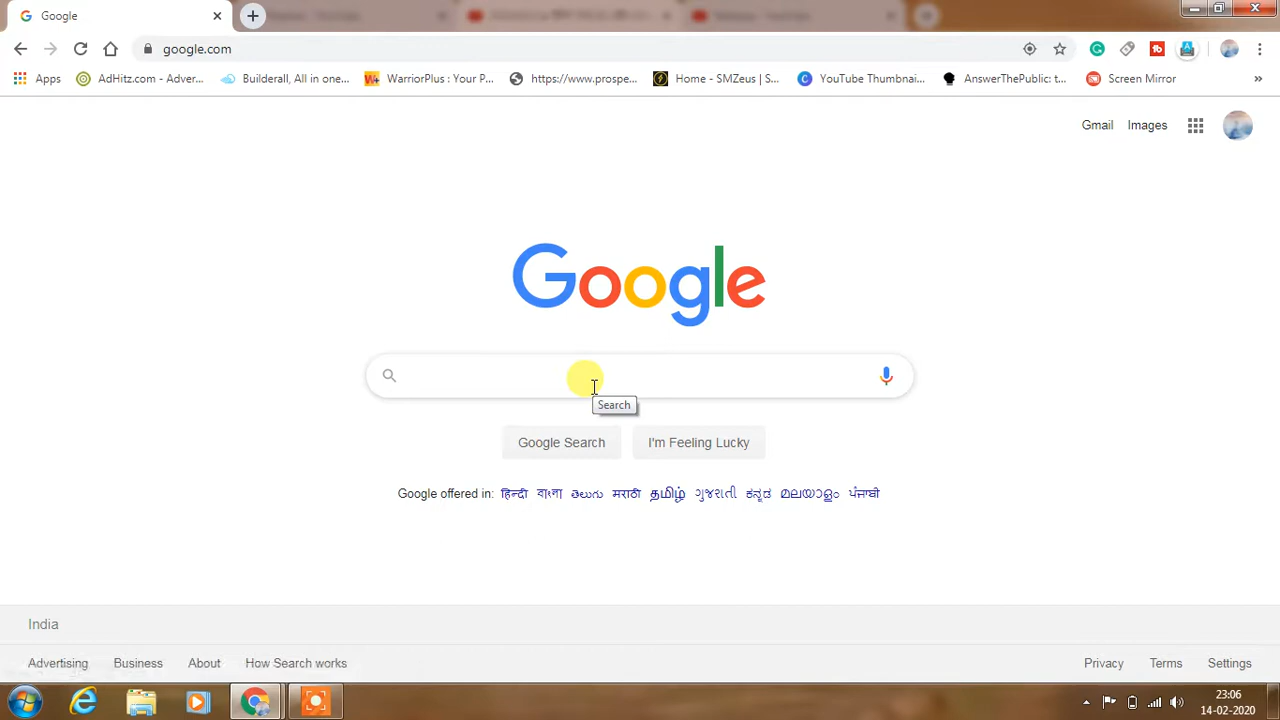 Google
google.com
Apps AdHitz.com - Adver... Builderall, All in one... WarriorPlus : Your P... https://www.prospe... Home - SMZeus | S... YouTube Thumbnai... AnswerThePublic: t... Screen Mirror »
Gmail Images
Google
Search
Google Search I'm Feeling Lucky
Google offered in: हिन्दी বাংলা తెలుగు मराठी தமிழ் ગુજરાતી ಕನ್ನಡ മലയാളം ਪੰਜਾਬੀ
India
Advertising Business About How Search works Privacy Terms Settings
23:06
14-02-2020